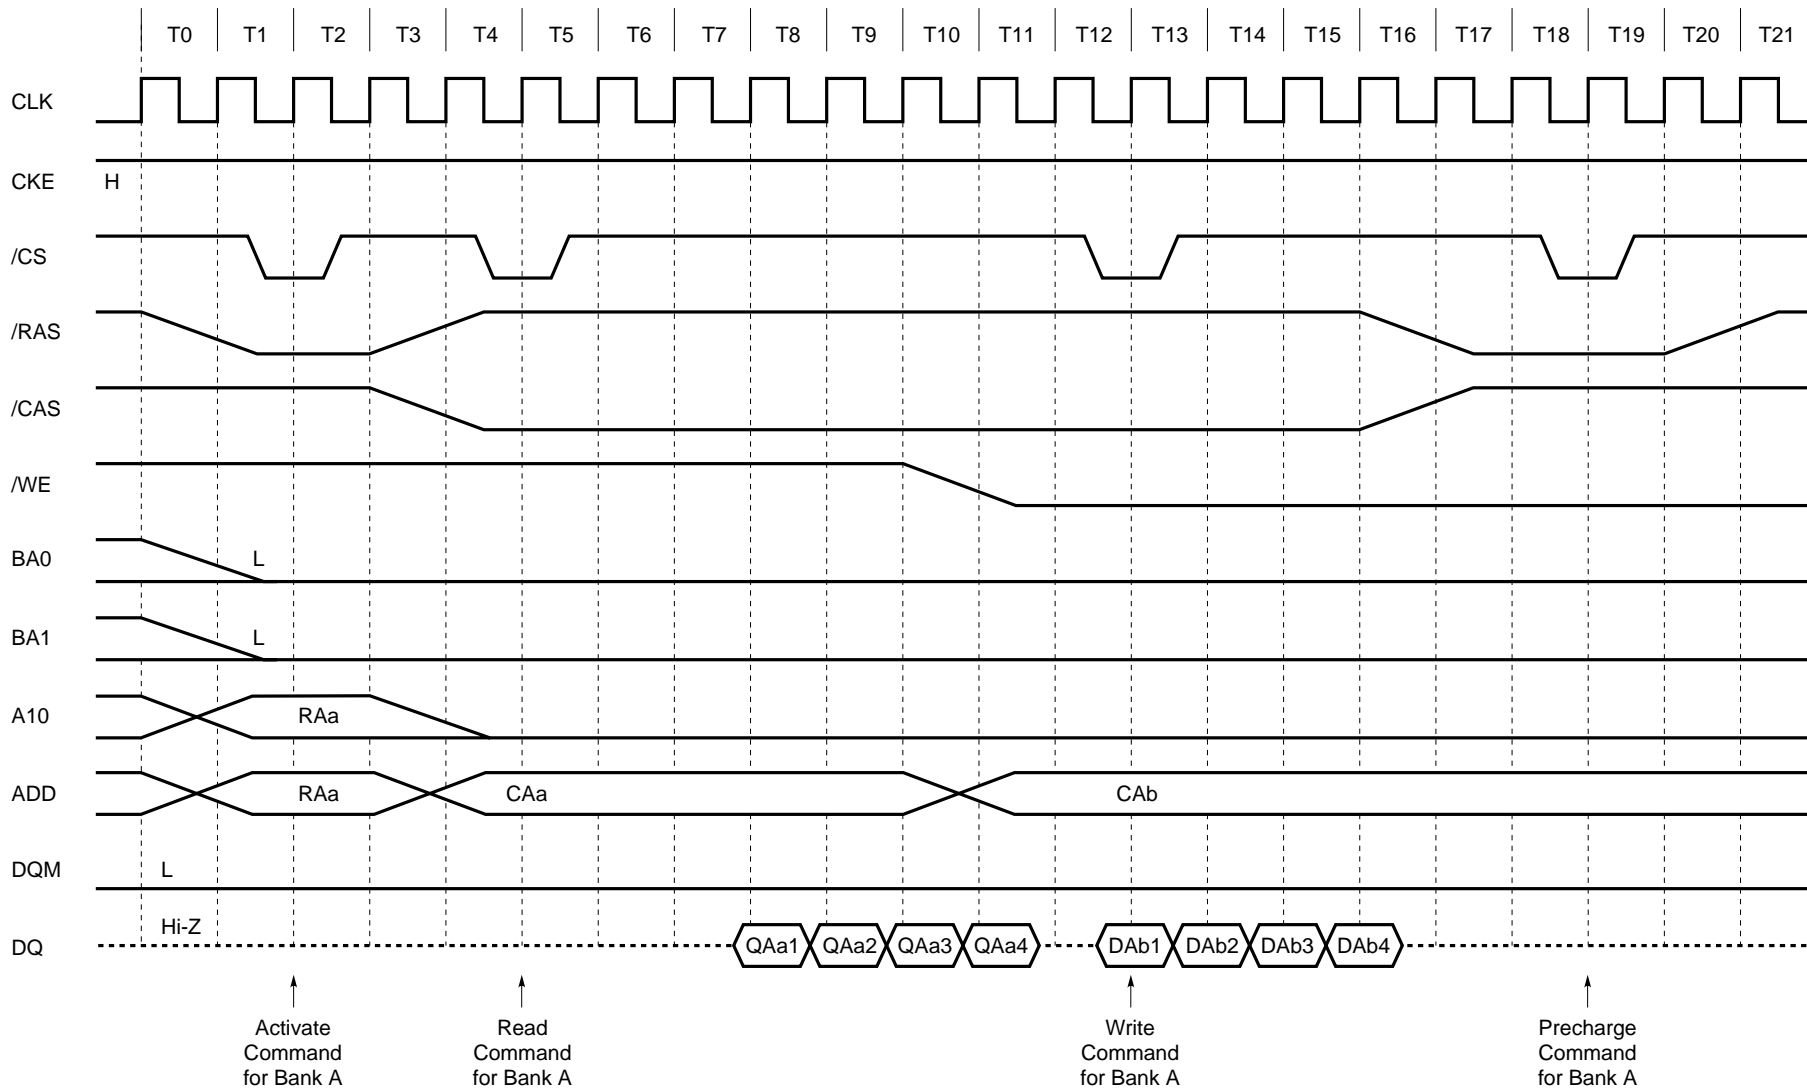 T0 T1 T2 T3 T4 T5 T6 T7 T8 T9 T10 T11 T12 T13 T14 T15 T16 T17 T18 T19 T20 T21
CLK
CKE H
/CS
/RAS
/CAS
/WE
BA0 L
BA1 L
A10 RAa
ADD RAa CAa CAb
DQM L
Hi-Z
DQ QAa1 QAa2 QAa3 QAa4 DAb1 DAb2 DAb3 DAb4
Activate
Command
for Bank A
Read
Command
for Bank A
Write
Command
for Bank A
Precharge
Command
for Bank A